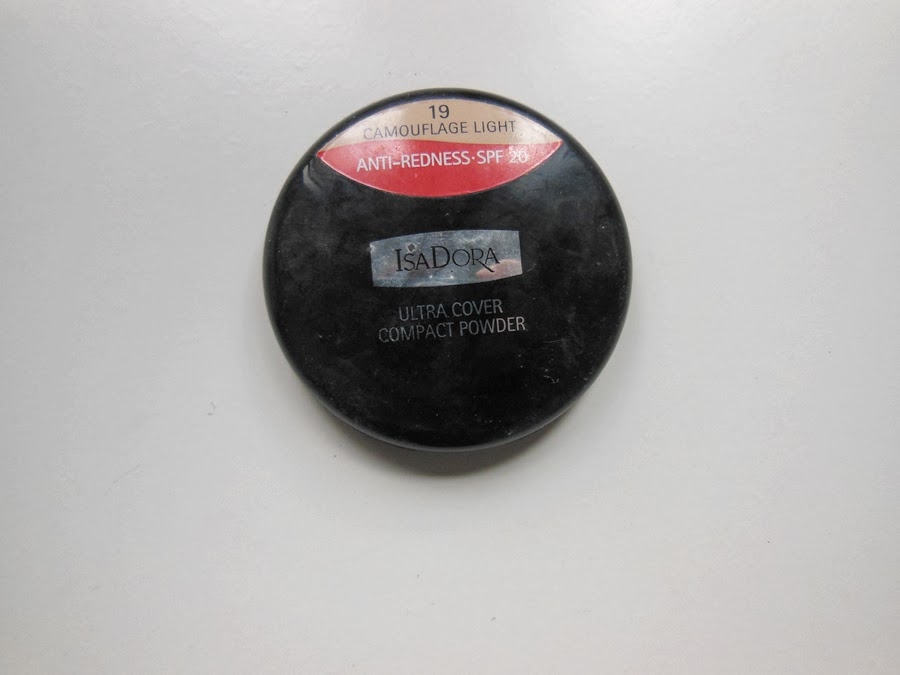 19
CAMOUFLAGE LIGHT
ANTI-REDNESS·SPF 20
ISADORA
ULTRA COVER
COMPACT POWDER